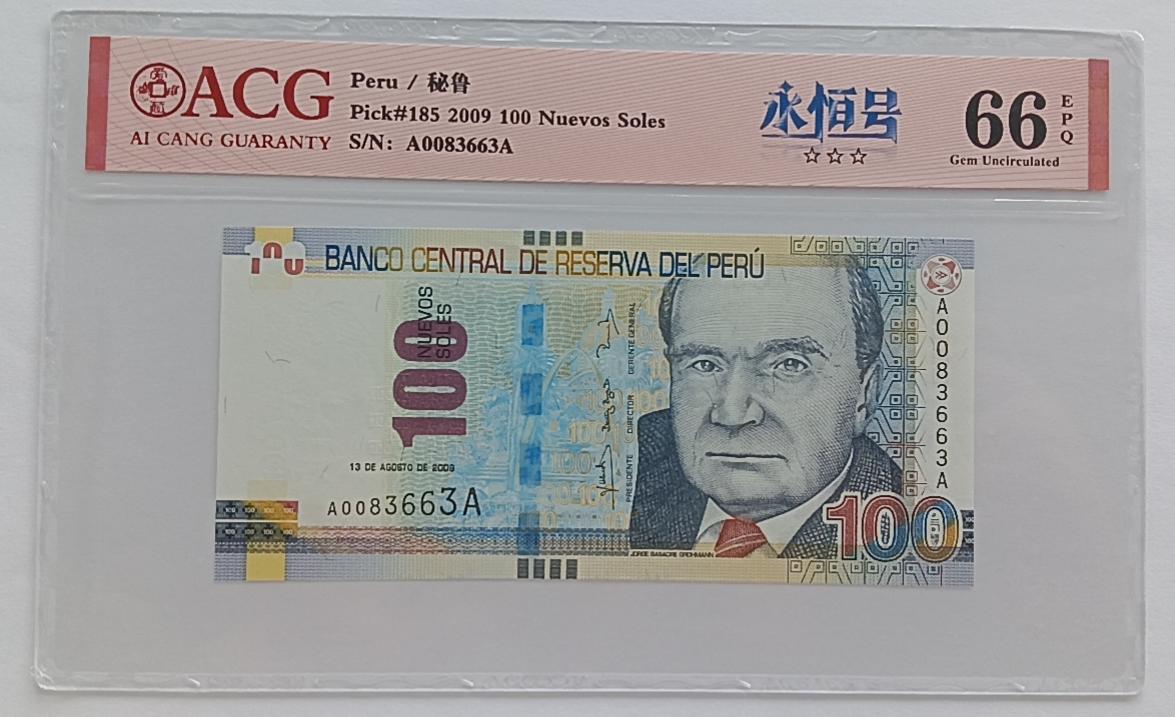 ACG
AI CANG GUARANTY
Peru / 秘鲁
Pick#185 2009 100 Nuevos Soles
S/N: A0083663A
永恒号
☆☆☆
66
EPQ
Gem Uncirculated
100
BANCO CENTRAL DE RESERVA DEL PERÚ
100
NUEVOS
SOLES
13 DE AGOSTO DE 2009
A0083663A
PRESIDENTE
DIRECTOR
GERENTE GENERAL
JORGE BASADRE GROHMANN
A0083663A
100